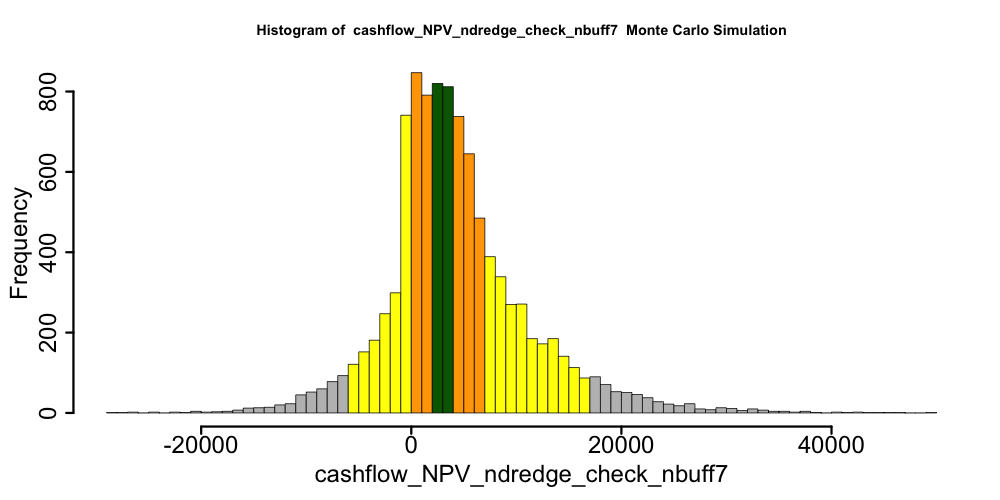 Histogram of  cashflow_NPV_ndredge_check_nbuff7  Monte Carlo Simulation
Frequency
800
600
400
200
0
-20000 0 20000 40000
cashflow_NPV_ndredge_check_nbuff7